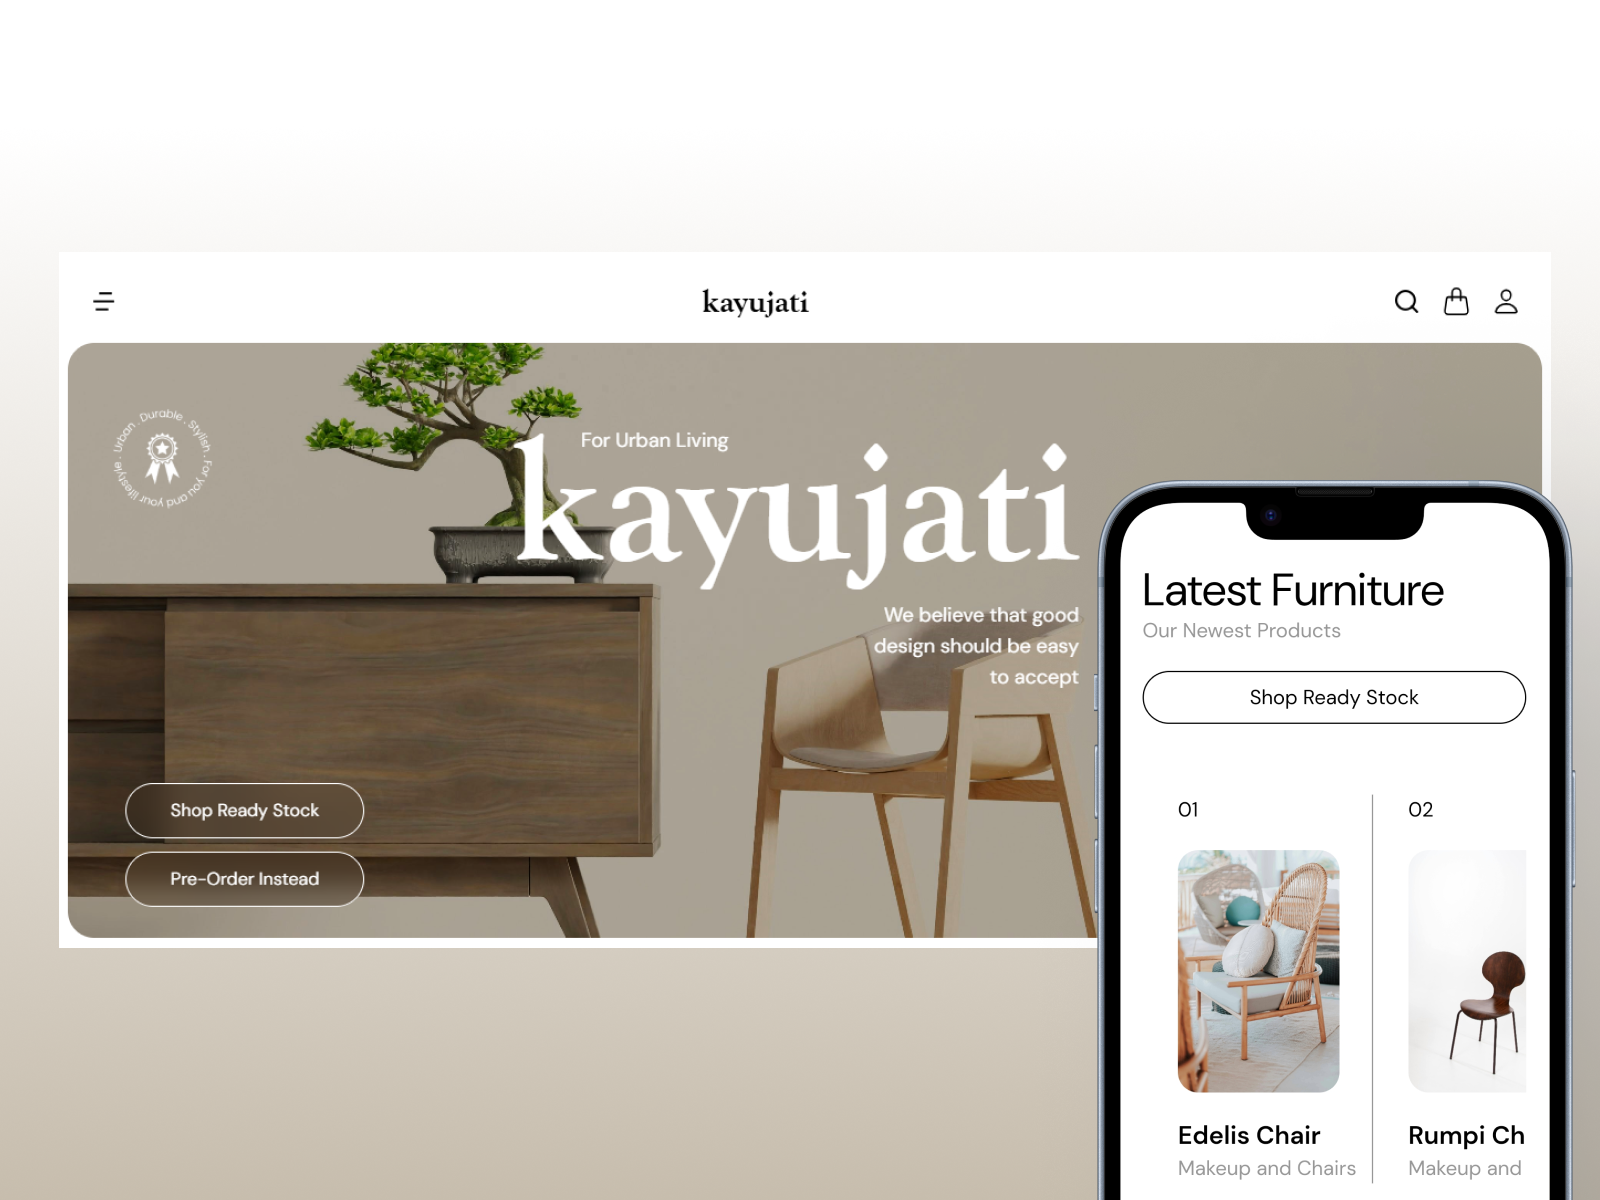 kayujati
Urban . Durable . Stylish . For you and your lifestyle .
For Urban Living
kayujati
We believe that good
design should be easy
to accept
Shop Ready Stock
Pre-Order Instead
Latest Furniture
Our Newest Products
Shop Ready Stock
01
02
Edelis Chair
Rumpi Ch
Makeup and Chairs
Makeup and